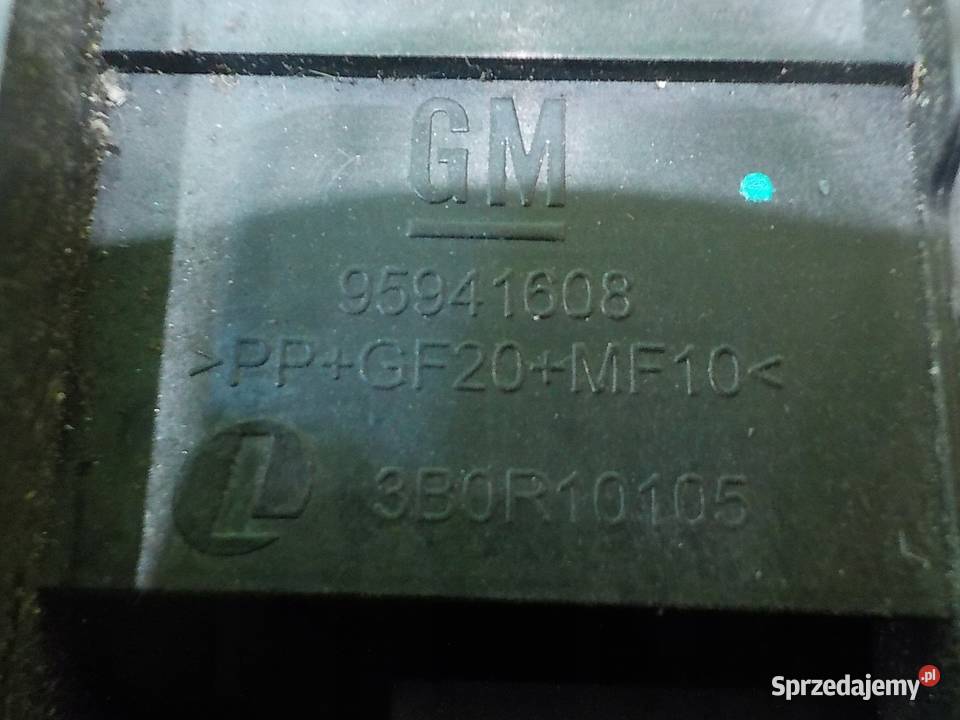 GM
95941608
>PP+GF20+MF10<
L 3B0R10105
Sprzedajemy.pl